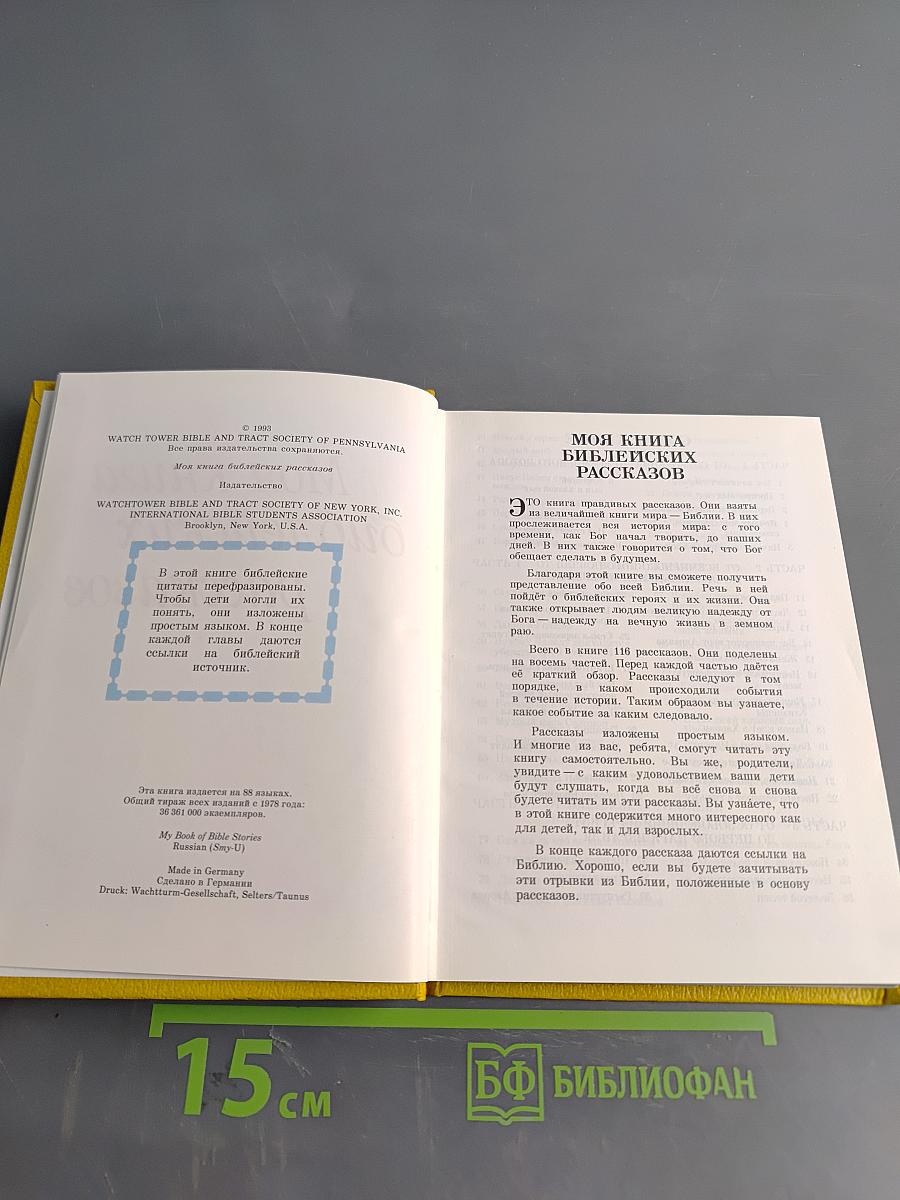 © 1993
WATCH TOWER BIBLE AND TRACT SOCIETY OF PENNSYLVANIA
Все права издательства сохраняются.
Моя книга библейских рассказов
Издательство
WATCHTOWER BIBLE AND TRACT SOCIETY OF NEW YORK, INC.
INTERNATIONAL BIBLE STUDENTS ASSOCIATION
Brooklyn, New York, U.S.A.
В этой книге библейские
цитаты перефразированы.
Чтобы дети могли их
понять, они изложены
простым языком. В конце
каждой главы даются
ссылки на библейский
источник.
Эта книга издается на 88 языках.
Общий тираж всех изданий с 1978 года:
36 361 000 экземпляров.
My Book of Bible Stories
Russian (Smy-U)
Made in Germany
Сделано в Германии
Druck: Wachtturm-Gesellschaft, Selters/Taunus
МОЯ КНИГА
БИБЛЕЙСКИХ
РАССКАЗОВ
ЭТО книга правдивых рассказов. Они взяты
из величайшей книги мира — Библии. В них
прослеживается вся история мира: с того
времени, как Бог начал творить, до наших
дней. В них также говорится о том, что Бог
обещает сделать в будущем.
Благодаря этой книге вы сможете получить
представление обо всей Библии. Речь в ней
пойдёт о библейских героях и их жизни. Она
также открывает людям великую надежду от
Бога — надежду на вечную жизнь в земном
раю.
Всего в книге 116 рассказов. Они поделены
на восемь частей. Перед каждой частью даётся
её краткий обзор. Рассказы следуют в том
порядке, в каком происходили события
в течение истории. Таким образом вы узнаете,
какое событие за каким следовало.
Рассказы изложены простым языком.
И многие из вас, ребята, смогут читать эту
книгу самостоятельно. Вы же, родители,
увидите — с каким удовольствием ваши дети
будут слушать, когда вы всё снова и снова
будете читать им эти рассказы. Вы узна́ете, что
в этой книге содержится много интересного как
для детей, так и для взрослых.
В конце каждого рассказа даются ссылки на
Библию. Хорошо, если вы будете зачитывать
эти отрывки из Библии, положенные в основу
рассказов.
15 см
БФ БИБЛИОФАН